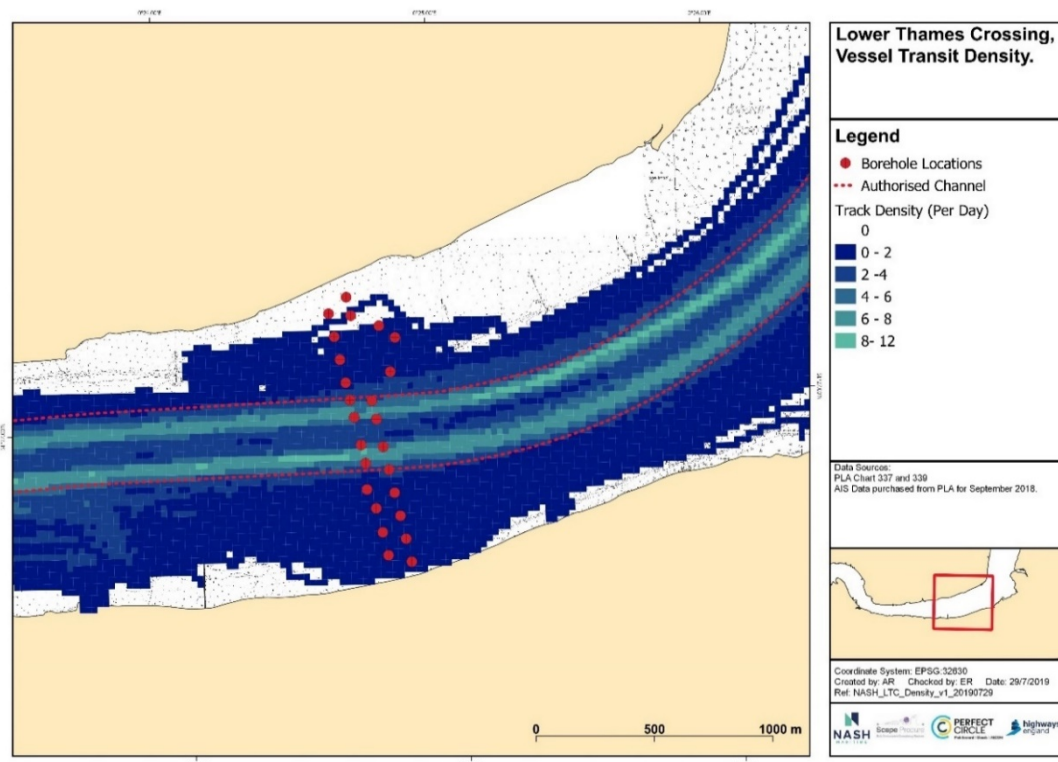 Lower Thames Crossing,
Vessel Transit Density.
Legend
Borehole Locations
Authorised Channel
Track Density (Per Day)
0
0 - 2
2 -4
4 - 6
6 - 8
8- 12
Data Sources:
PLA Chart 337 and 339
AIS Data purchased from PLA for September 2018.
Coordinate System: EPSG:32630
Created by: AR Checked by: ER Date: 29/7/2019
Ref: NASH_LTC_Density_v1_20190729
NASH
MARITIME
Scape Procure
PERFECT
CIRCLE
highways
england
0 500 1000 m